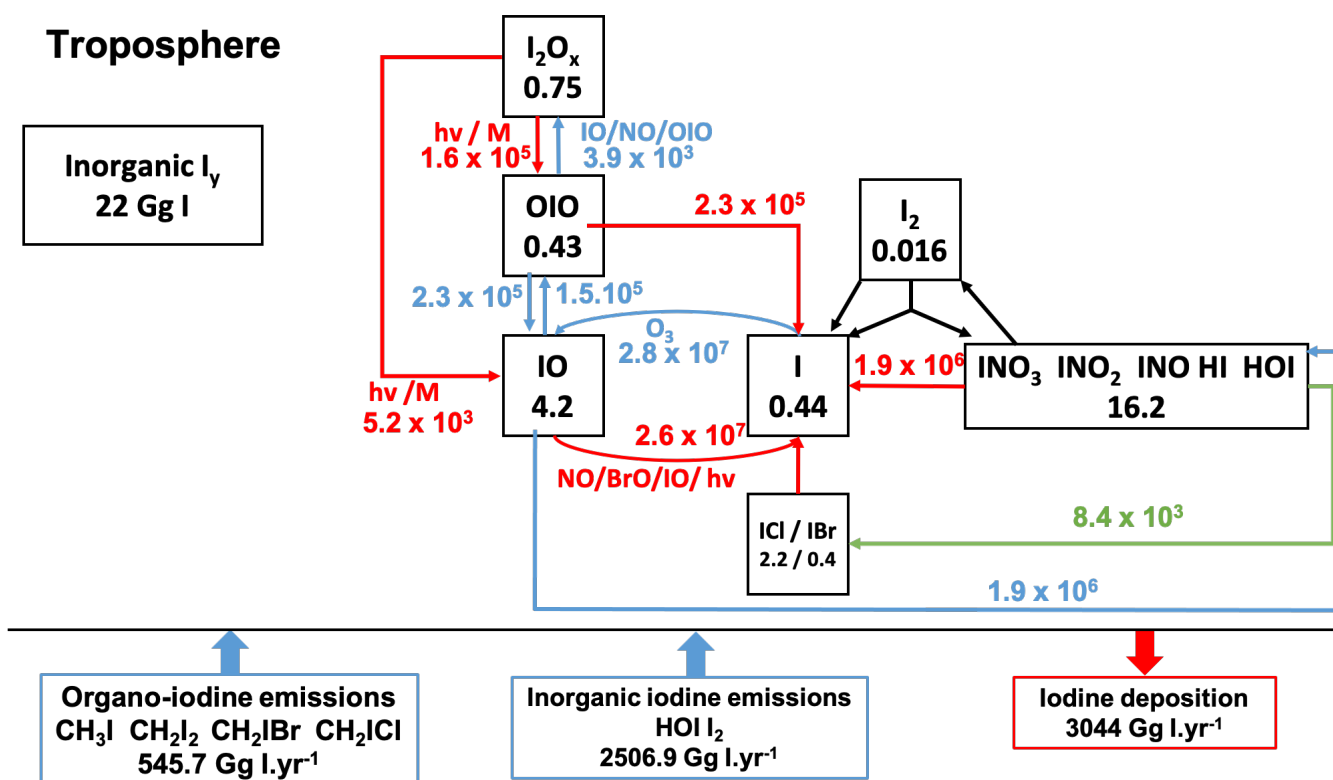 Troposphere
I₂Oₓ
0.75
Inorganic Iᵧ
22 Gg I
hv / M
1.6 x 10⁵
IO/NO/OIO
3.9 x 10³
OIO
0.43
2.3 x 10⁵
I₂
0.016
2.3 x 10⁵
1.5.10⁵
O₃
2.8 x 10⁷
IO
4.2
I
0.44
1.9 x 10⁶
INO₃ INO₂ INO HI HOI
16.2
hv /M
5.2 x 10³
2.6 x 10⁷
NO/BrO/IO/ hv
ICl / IBr
2.2 / 0.4
8.4 x 10³
1.9 x 10⁶
Organo-iodine emissions
CH₃I CH₂I₂ CH₂IBr CH₂ICl
545.7 Gg I.yr⁻¹
Inorganic iodine emissions
HOI I₂
2506.9 Gg I.yr⁻¹
Iodine deposition
3044 Gg I.yr⁻¹